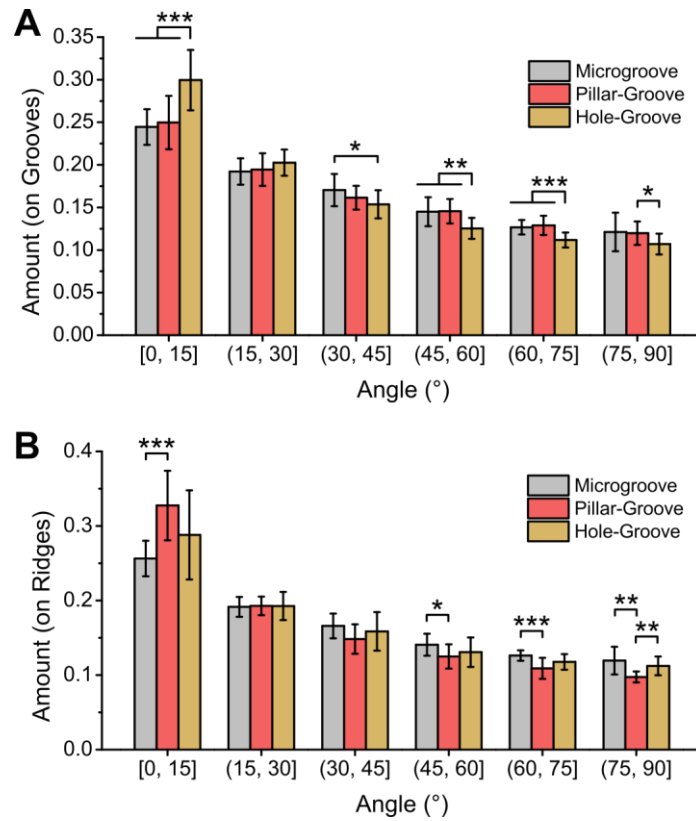 A
***
0.35
0.30
0.25
0.20
0.15
0.10
0.05
0.00
Amount (on Grooves)
Microgroove
Pillar-Groove
Hole-Groove
*
**
***
*
[0, 15] (15, 30] (30, 45] (45, 60] (60, 75] (75, 90]
Angle (°)
B
***
0.4
0.3
0.2
0.1
0.0
Amount (on Ridges)
Microgroove
Pillar-Groove
Hole-Groove
*
***
**
**
[0, 15] (15, 30] (30, 45] (45, 60] (60, 75] (75, 90]
Angle (°)